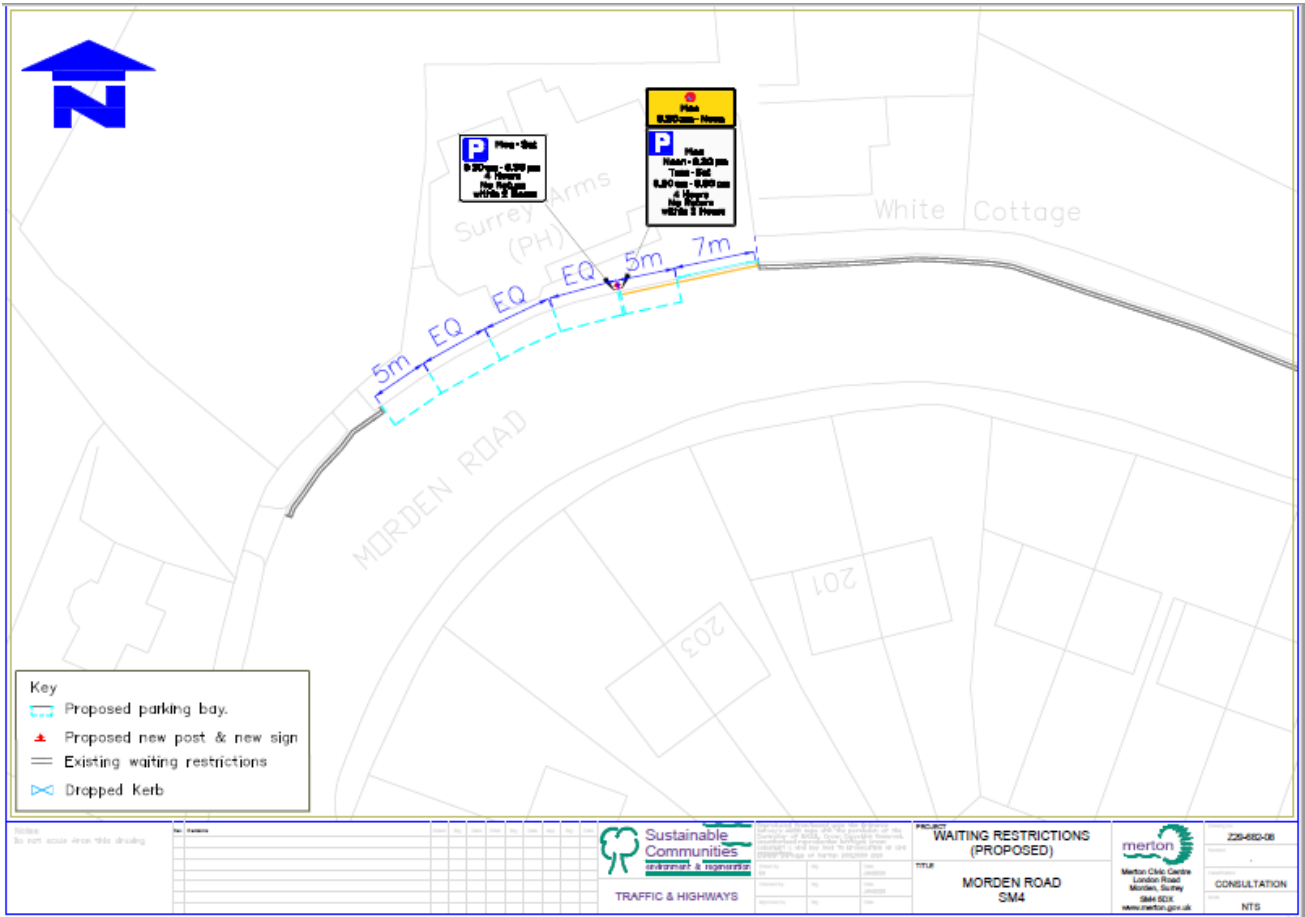 N
Mon
8.30am - Noon
P Mon - Sat
8.30am - 6.30pm
4 Hours
No Return
within 2 Hours
P Mon
Noon - 6.30 pm
Tues - Sat
8.30am - 6.30pm
4 Hours
No Return
within 2 Hours
Surrey Arms
(PH)
White Cottage
5m
EQ
EQ
EQ
5m
7m
MORDEN ROAD
203
201
Key
Proposed parking bay.
Proposed new post & new sign
Existing waiting restrictions
Dropped Kerb
Notes
Do not scale from this drawing
Sustainable
Communities
environment & regeneration
TRAFFIC & HIGHWAYS
PROJECT
WAITING RESTRICTIONS
(PROPOSED)
TITLE
MORDEN ROAD
SM4
merton
Merton Civic Centre
London Road
Morden, Surrey
SM4 5DX
www.merton.gov.uk
CONSULTATION
NTS